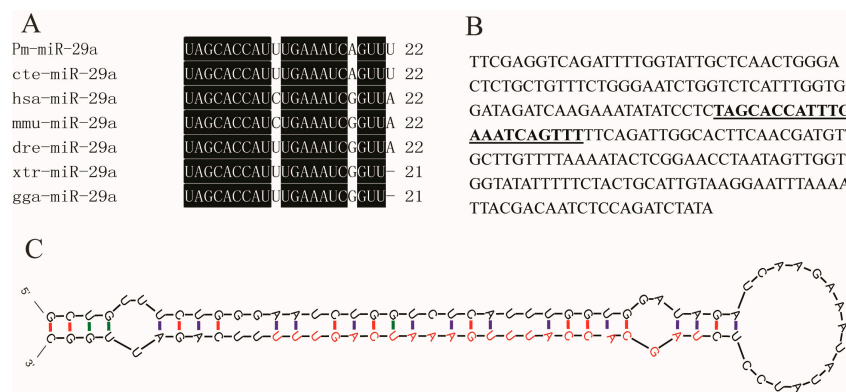 A
Pm-miR-29a UAGCACCAUUUGAAAUCAGUUU 22
cte-miR-29a UAGCACCAUUUGAAAUCAGUUU 22
hsa-miR-29a UAGCACCAUCUGAAAUCGGUUA 22
mmu-miR-29a UAGCACCAUCUGAAAUCGGUUA 22
dre-miR-29a UAGCACCAUCUGAAAUCGGUUA 22
xtr-miR-29a UAGCACCAUUUGAAAUCGGUU- 21
gga-miR-29a UAGCACCAUUUGAAAUCGGUU- 21
B
TTCGAGGTCAGATTTTGGTATTGCTCAACTGGGA
CTCTGCTGTTTCTGGGAATCTGGTCTCATTTGGTG
GATAGATCAAGAAATATATCCTCTAGCACCATTTG
AAATCAGTTTTTCAGATTGGCACTTCAACGATGT
GCTTGTTTTAAAATACTCGGAACCTAATAGTTGGT
GGTATATTTTTCTACTGCATTGTAAGGAATTTAAAA
TTACGACAATCTCCAGATCTATA
C
5'
3'